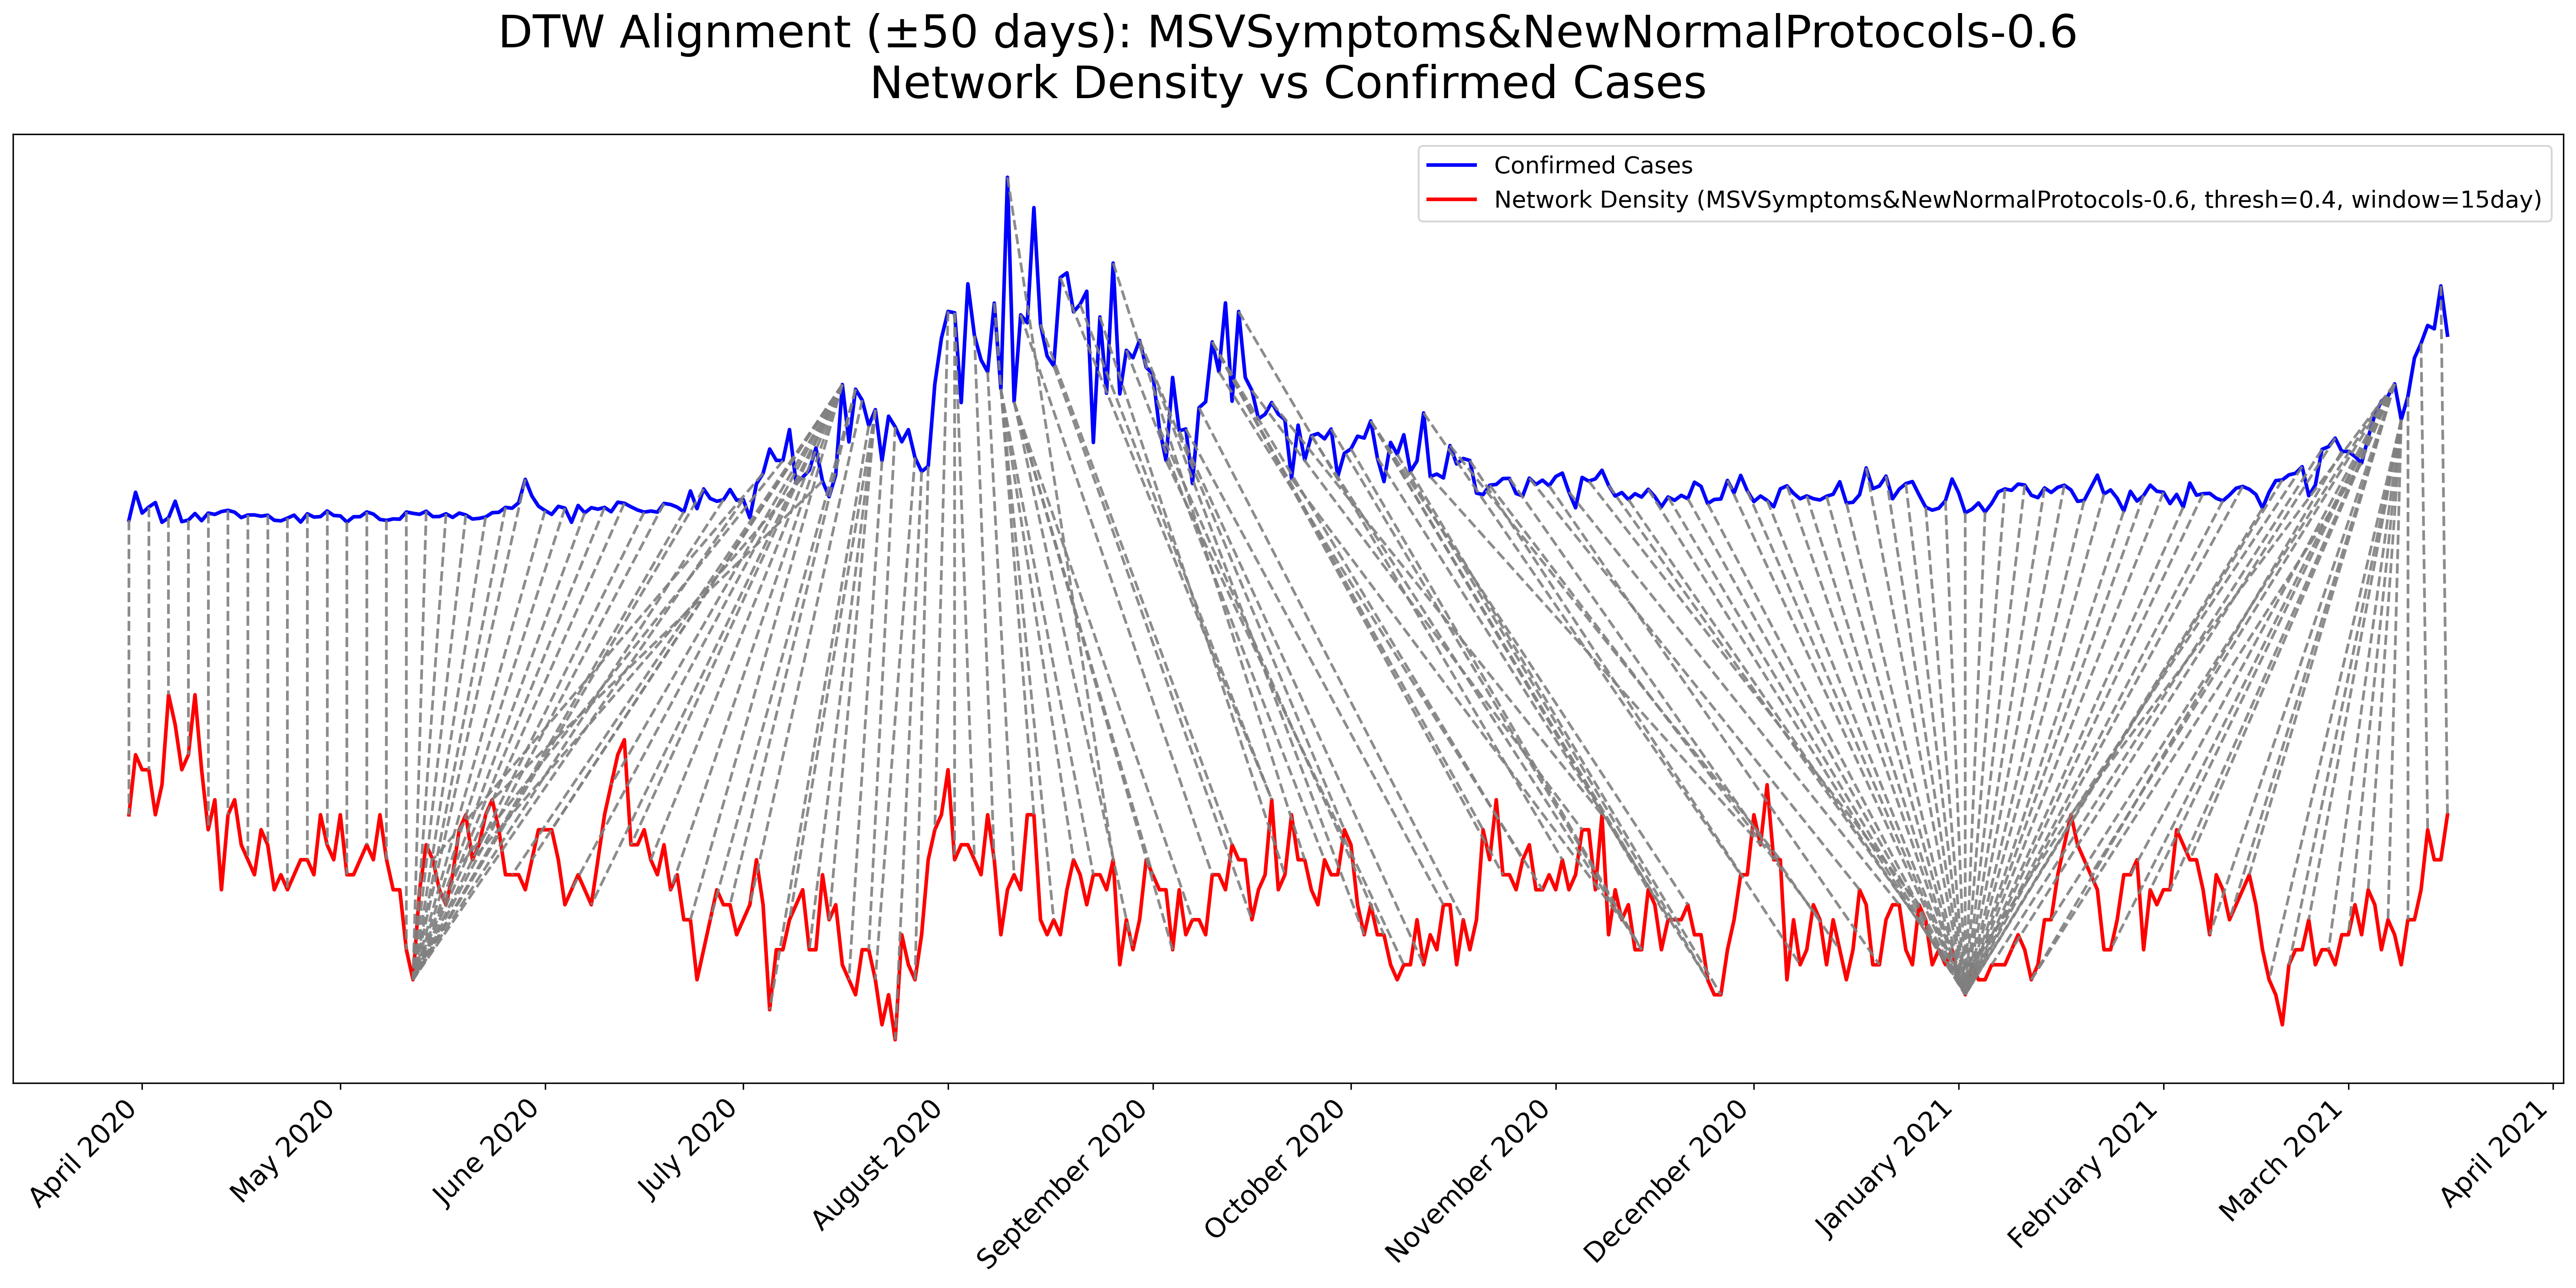 DTW Alignment (±50 days): MSVSymptoms&NewNormalProtocols-0.6
Network Density vs Confirmed Cases
Confirmed Cases
Network Density (MSVSymptoms&NewNormalProtocols-0.6, thresh=0.4, window=15day)
April 2020
May 2020
June 2020
July 2020
August 2020
September 2020
October 2020
November 2020
December 2020
January 2021
February 2021
March 2021
April 2021